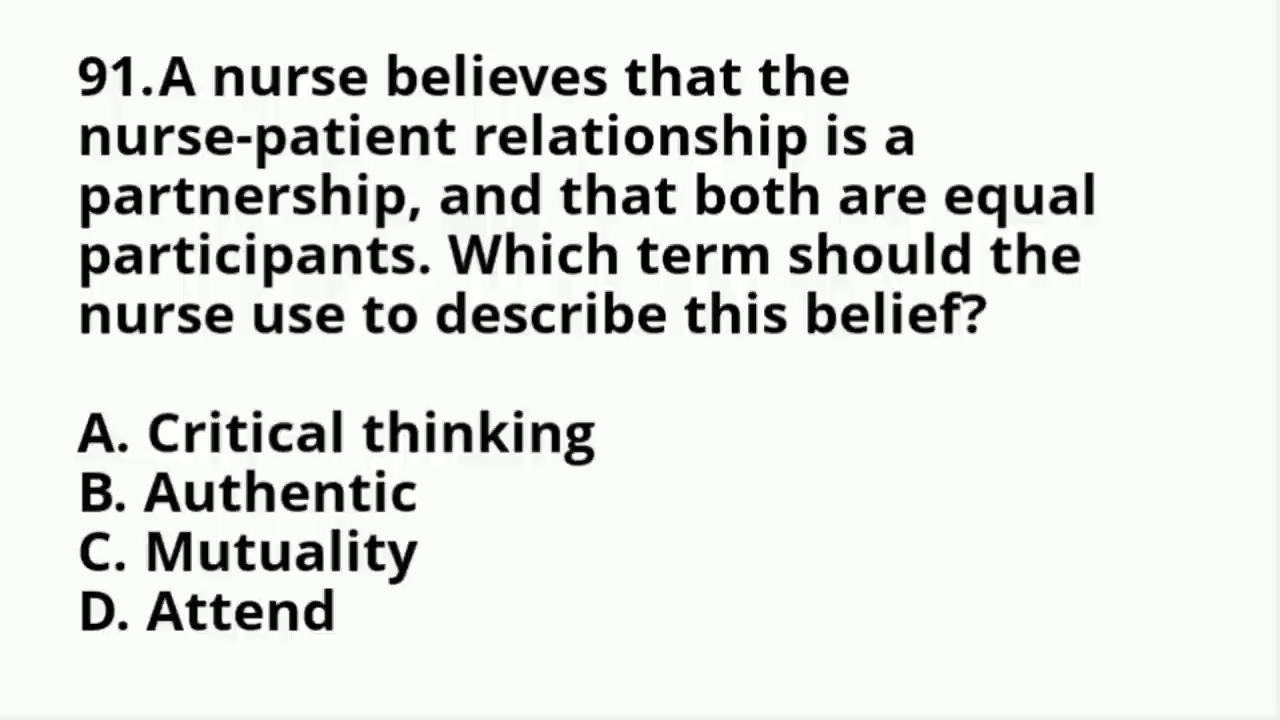 91.A nurse believes that the
nurse-patient relationship is a
partnership, and that both are equal
participants. Which term should the
nurse use to describe this belief?
A. Critical thinking
B. Authentic
C. Mutuality
D. Attend